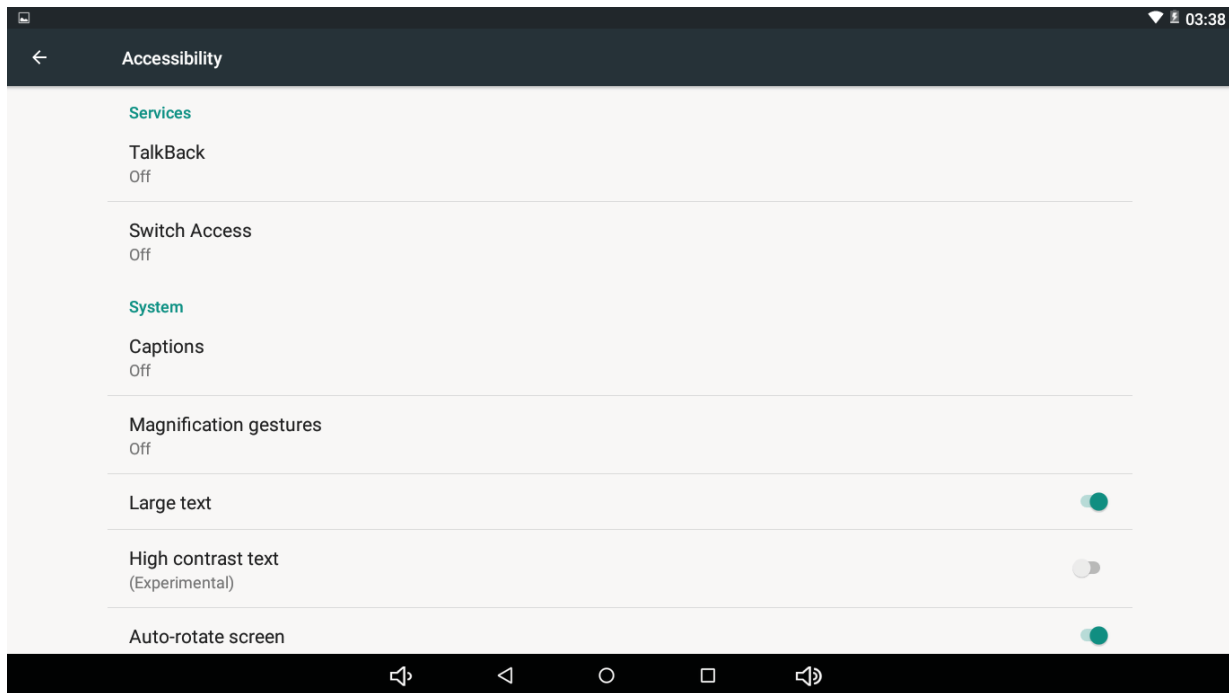 03:38
Accessibility
Services
TalkBack
Off
Switch Access
Off
System
Captions
Off
Magnification gestures
Off
Large text
High contrast text
(Experimental)
Auto-rotate screen